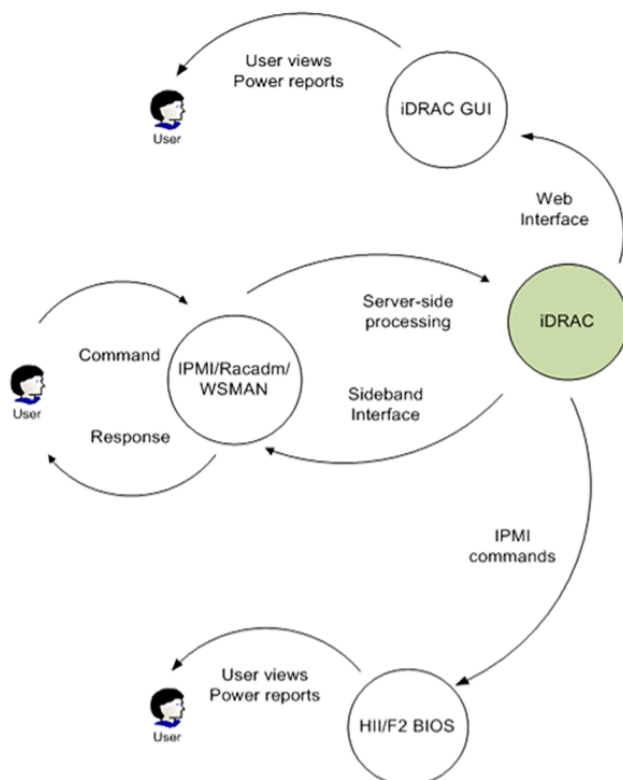 User views
Power reports
iDRAC GUI
User
Web
Interface
Server-side
processing
iDRAC
Command
IPMI/Racadm/
WSMAN
User
Sideband
Interface
Response
IPMI
commands
User views
Power reports
User
HII/F2 BIOS